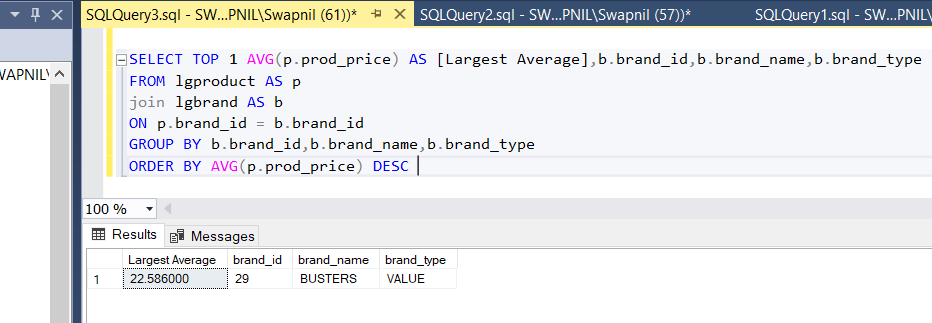 SQLQuery3.sql - SW...PNIL\Swapnil (61))* SQLQuery2.sql - SW...PNIL\Swapnil (57))* SQLQuery1.sql - SW...PNIL\Swapnil
WAPNIL\
SELECT TOP 1 AVG(p.prod_price) AS [Largest Average],b.brand_id,b.brand_name,b.brand_type
FROM lgproduct AS p
join lgbrand AS b
ON p.brand_id = b.brand_id
GROUP BY b.brand_id,b.brand_name,b.brand_type
ORDER BY AVG(p.prod_price) DESC
100 %
Results Messages
Largest Average brand_id brand_name brand_type
1 22.586000 29 BUSTERS VALUE